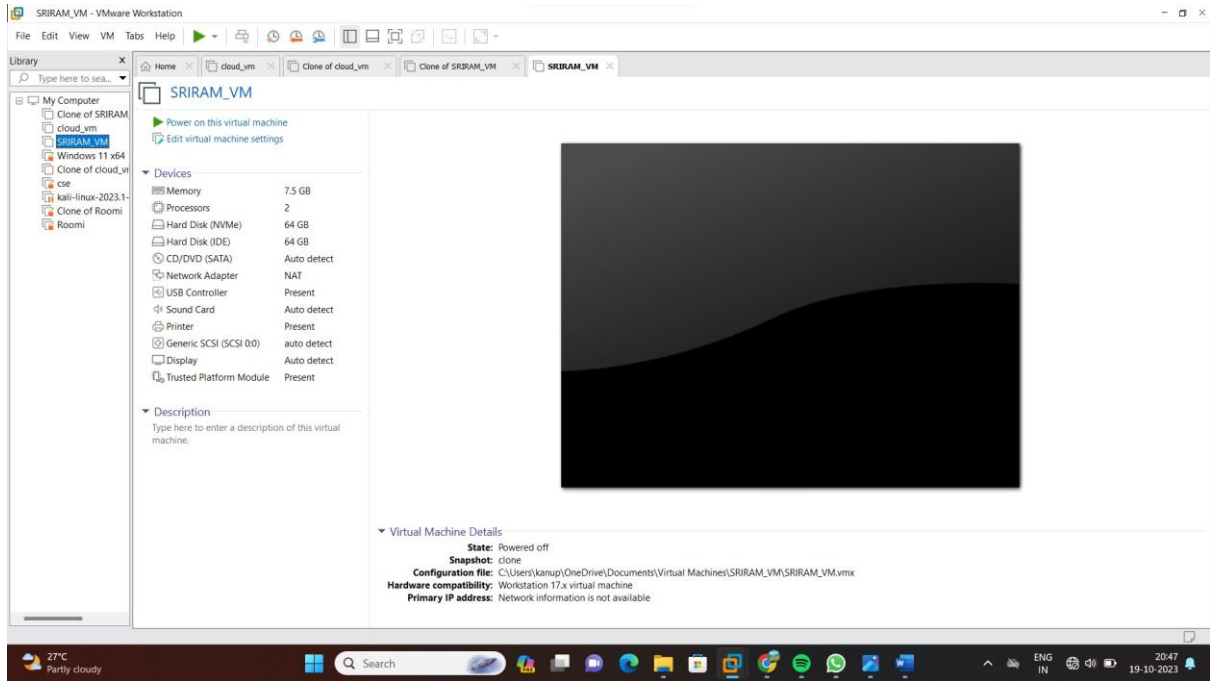 SRIRAM_VM - VMware Workstation
File Edit View VM Tabs Help
Library
Type here to sea...
My Computer
Clone of SRIRAM
cloud_vm
SRIRAM_VM
Windows 11 x64
Clone of cloud_vr
cse
kali-linux-2023.1-
Clone of Roomi
Roomi
Home cloud_vm Clone of cloud_vm Clone of SRIRAM_VM SRIRAM_VM
SRIRAM_VM
Power on this virtual machine
Edit virtual machine settings
Devices
Memory 7.5 GB
Processors 2
Hard Disk (NVMe) 64 GB
Hard Disk (IDE) 64 GB
CD/DVD (SATA) Auto detect
Network Adapter NAT
USB Controller Present
Sound Card Auto detect
Printer Present
Generic SCSI (SCSI 0:0) auto detect
Display Auto detect
Trusted Platform Module Present
Description
Type here to enter a description of this virtual
machine.
Virtual Machine Details
State: Powered off
Snapshot: clone
Configuration file: C:\Users\kanup\OneDrive\Documents\Virtual Machines\SRIRAM_VM\SRIRAM_VM.vmx
Hardware compatibility: Workstation 17.x virtual machine
Primary IP address: Network information is not available
27°C
Partly cloudy
Search
ENG
IN
20:47
19-10-2023